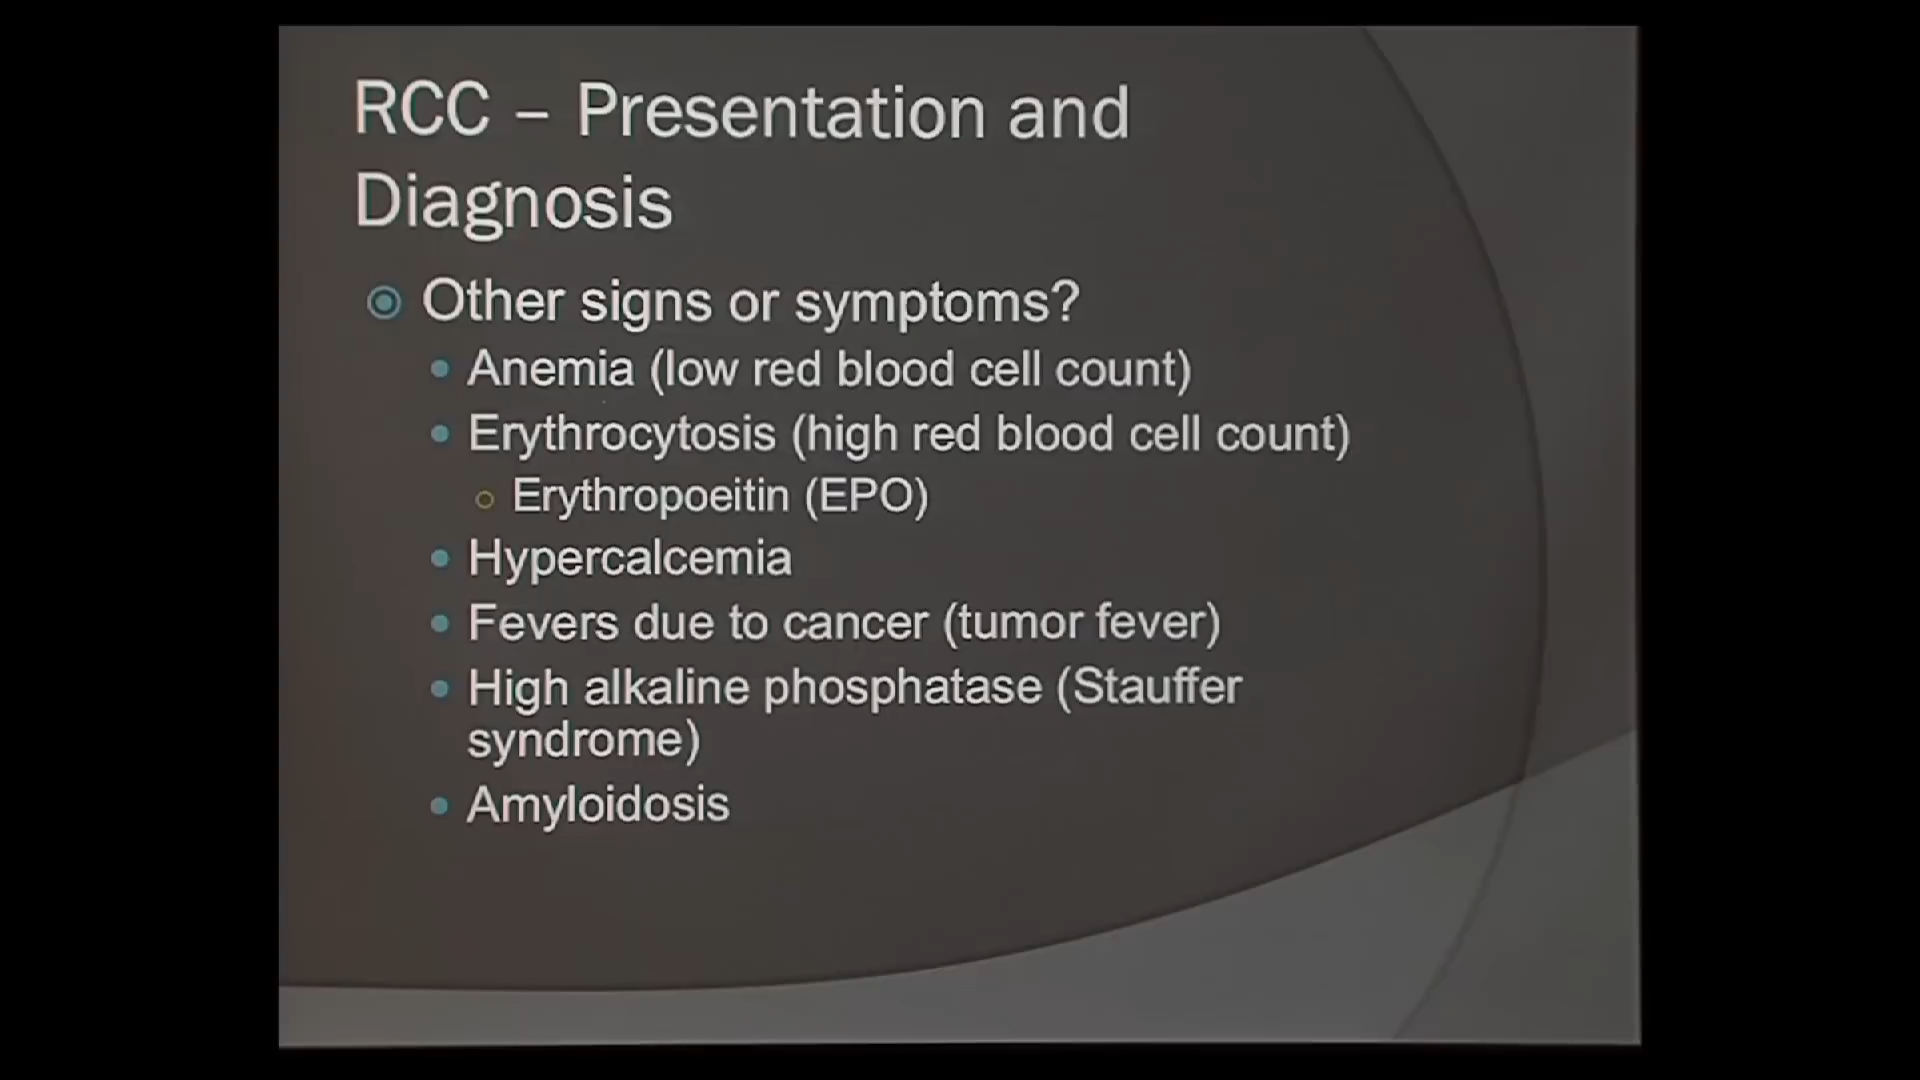 RCC – Presentation and
Diagnosis
Other signs or symptoms?
Anemia (low red blood cell count)
Erythrocytosis (high red blood cell count)
Erythropoeitin (EPO)
Hypercalcemia
Fevers due to cancer (tumor fever)
High alkaline phosphatase (Stauffer
syndrome)
Amyloidosis